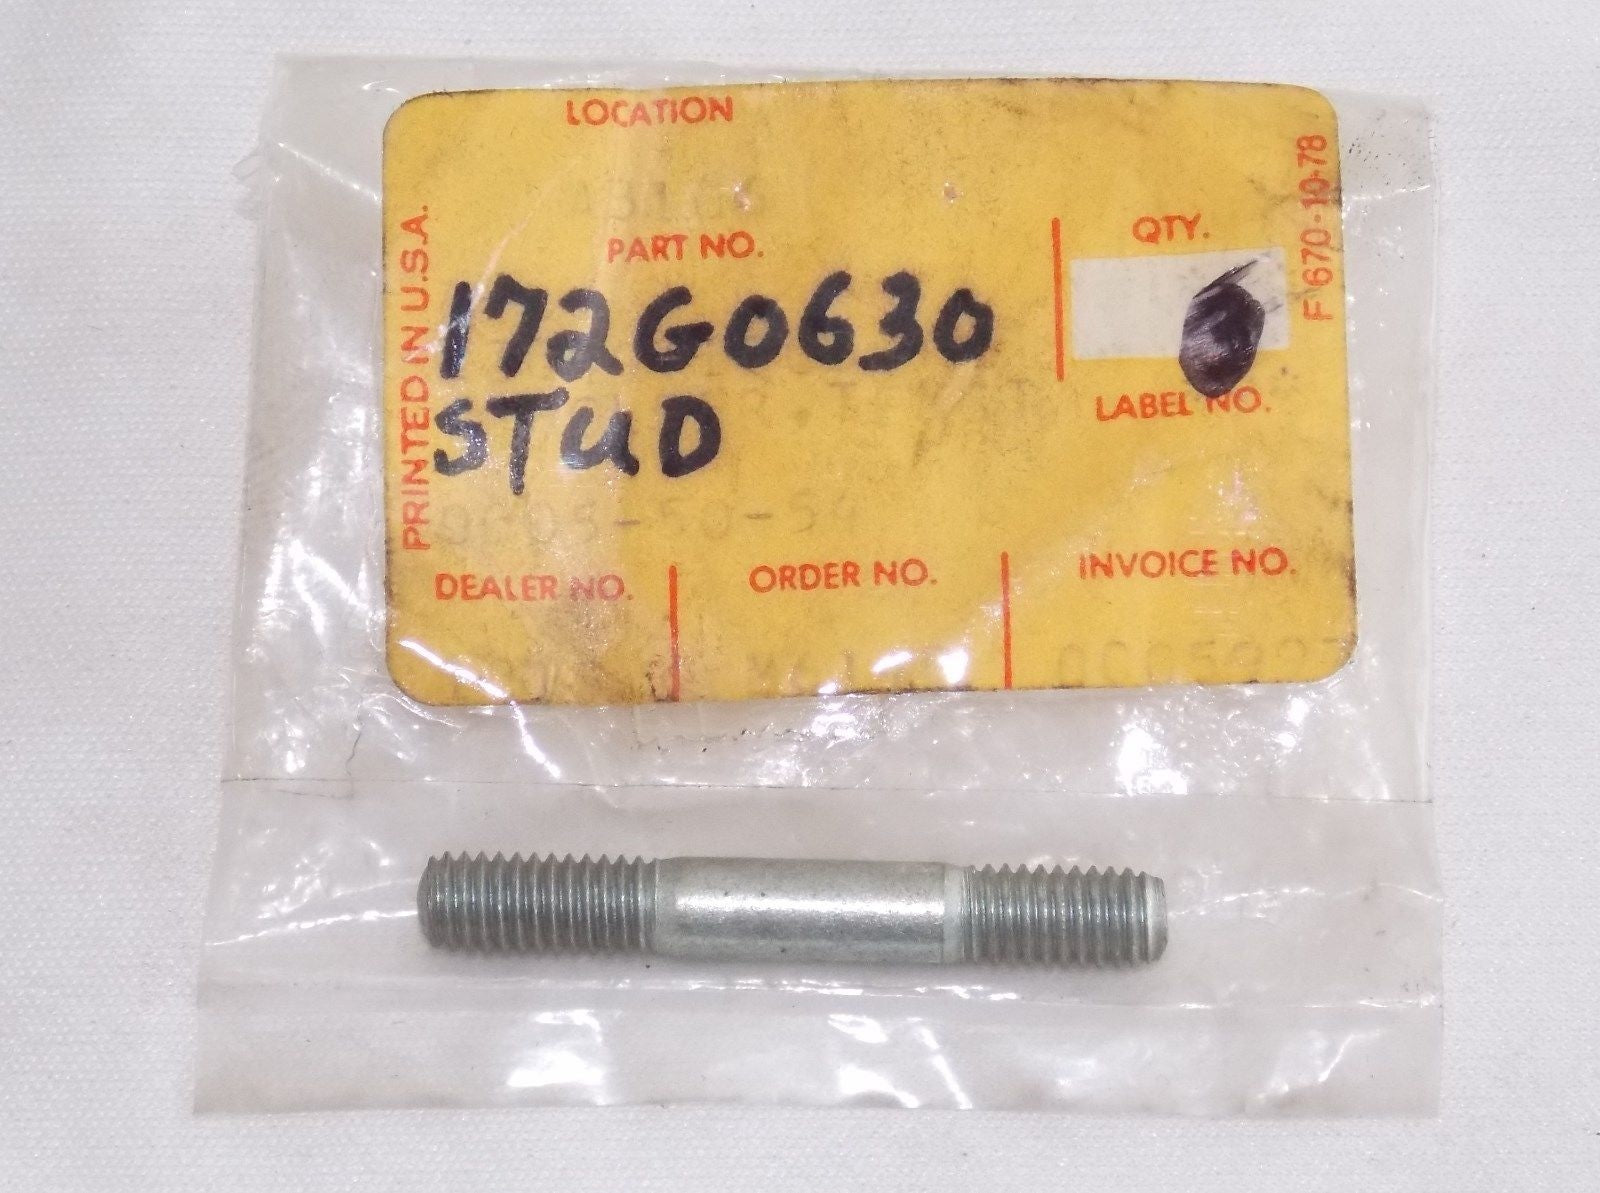 LOCATION
PART NO.
172G0630
STUD
QTY.
LABEL NO.
DEALER NO.
ORDER NO.
INVOICE NO.
PRINTED IN U.S.A.
F 670-10-78